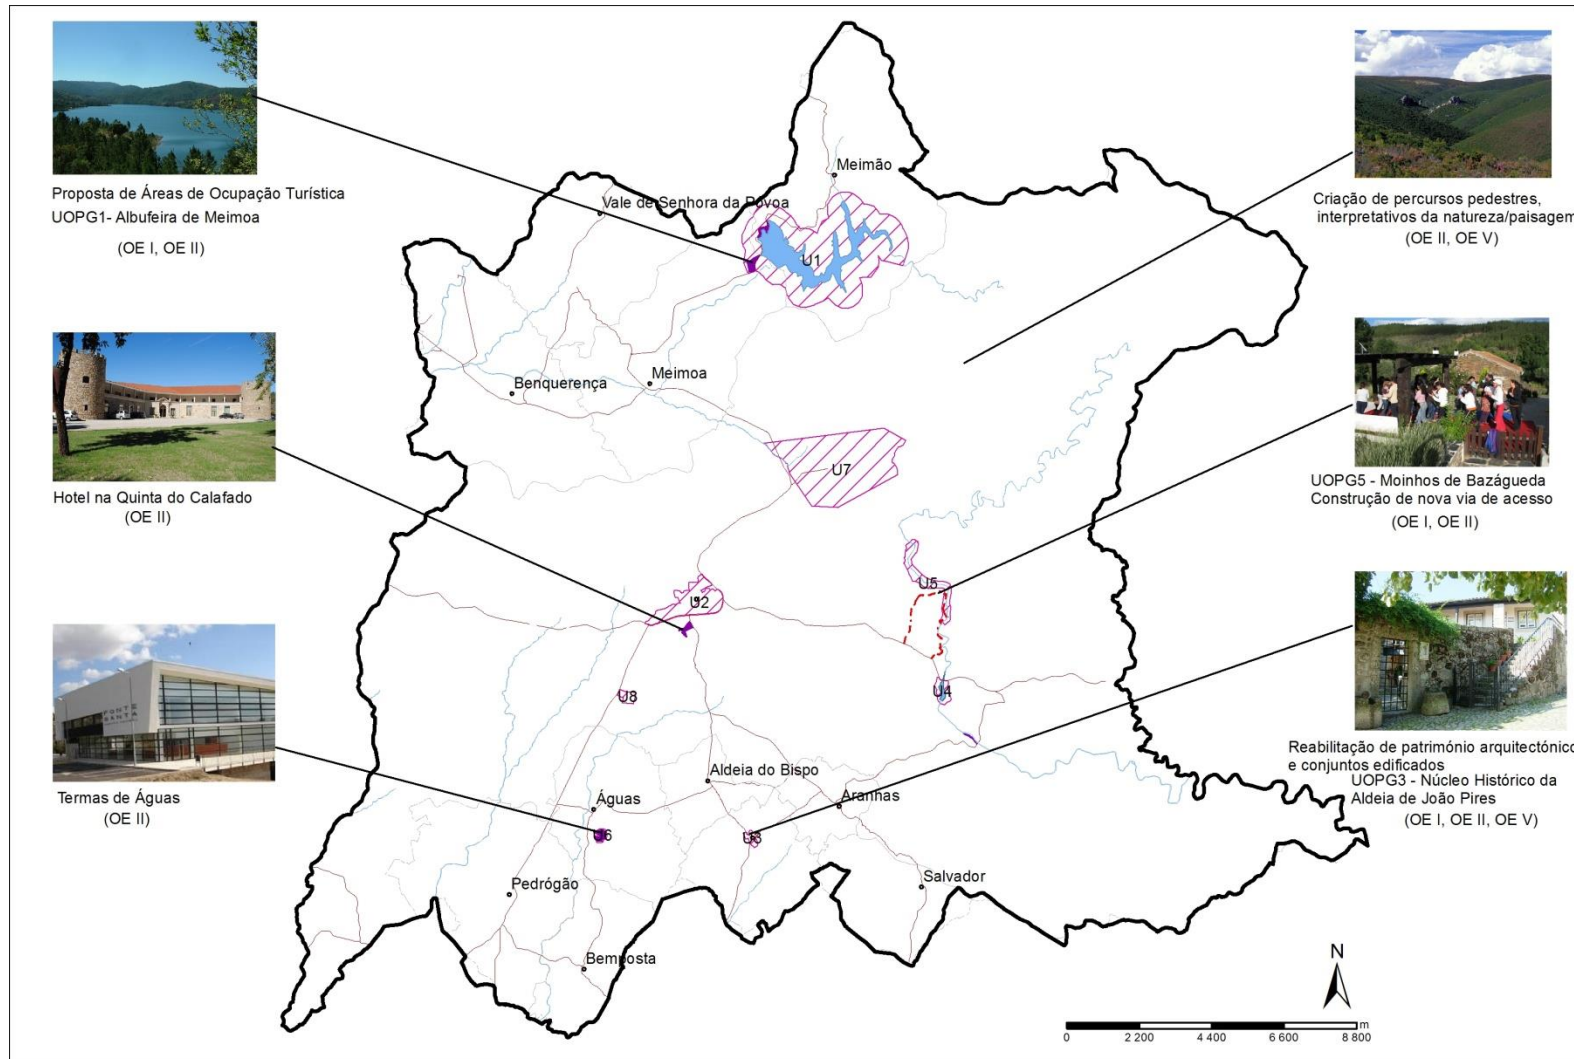 Proposta de Áreas de Ocupação Turística
UOPG1- Albufeira de Meimoa
(OE I, OE II)
Hotel na Quinta do Calafado
(OE II)
FONTE
SANTA
Termas de Águas
(OE II)
Meimão
Vale de Senhora da Povoa
U1
Benquerença
Meimoa
U7
U5
U2
U8
U4
Aldeia do Bispo
Águas
Aranhas
U6
U3
Pedrógão
Salvador
Bemposta
Criação de percursos pedestres,
interpretativos da natureza/paisagem
(OE II, OE V)
UOPG5 - Moinhos de Bazágueda
Construção de nova via de acesso
(OE I, OE II)
Reabilitação de património arquitectónico
e conjuntos edificados
UOPG3 - Núcleo Histórico da
Aldeia de João Pires
(OE I, OE II, OE V)
N
0 2 200 4 400 6 600 8 800 m